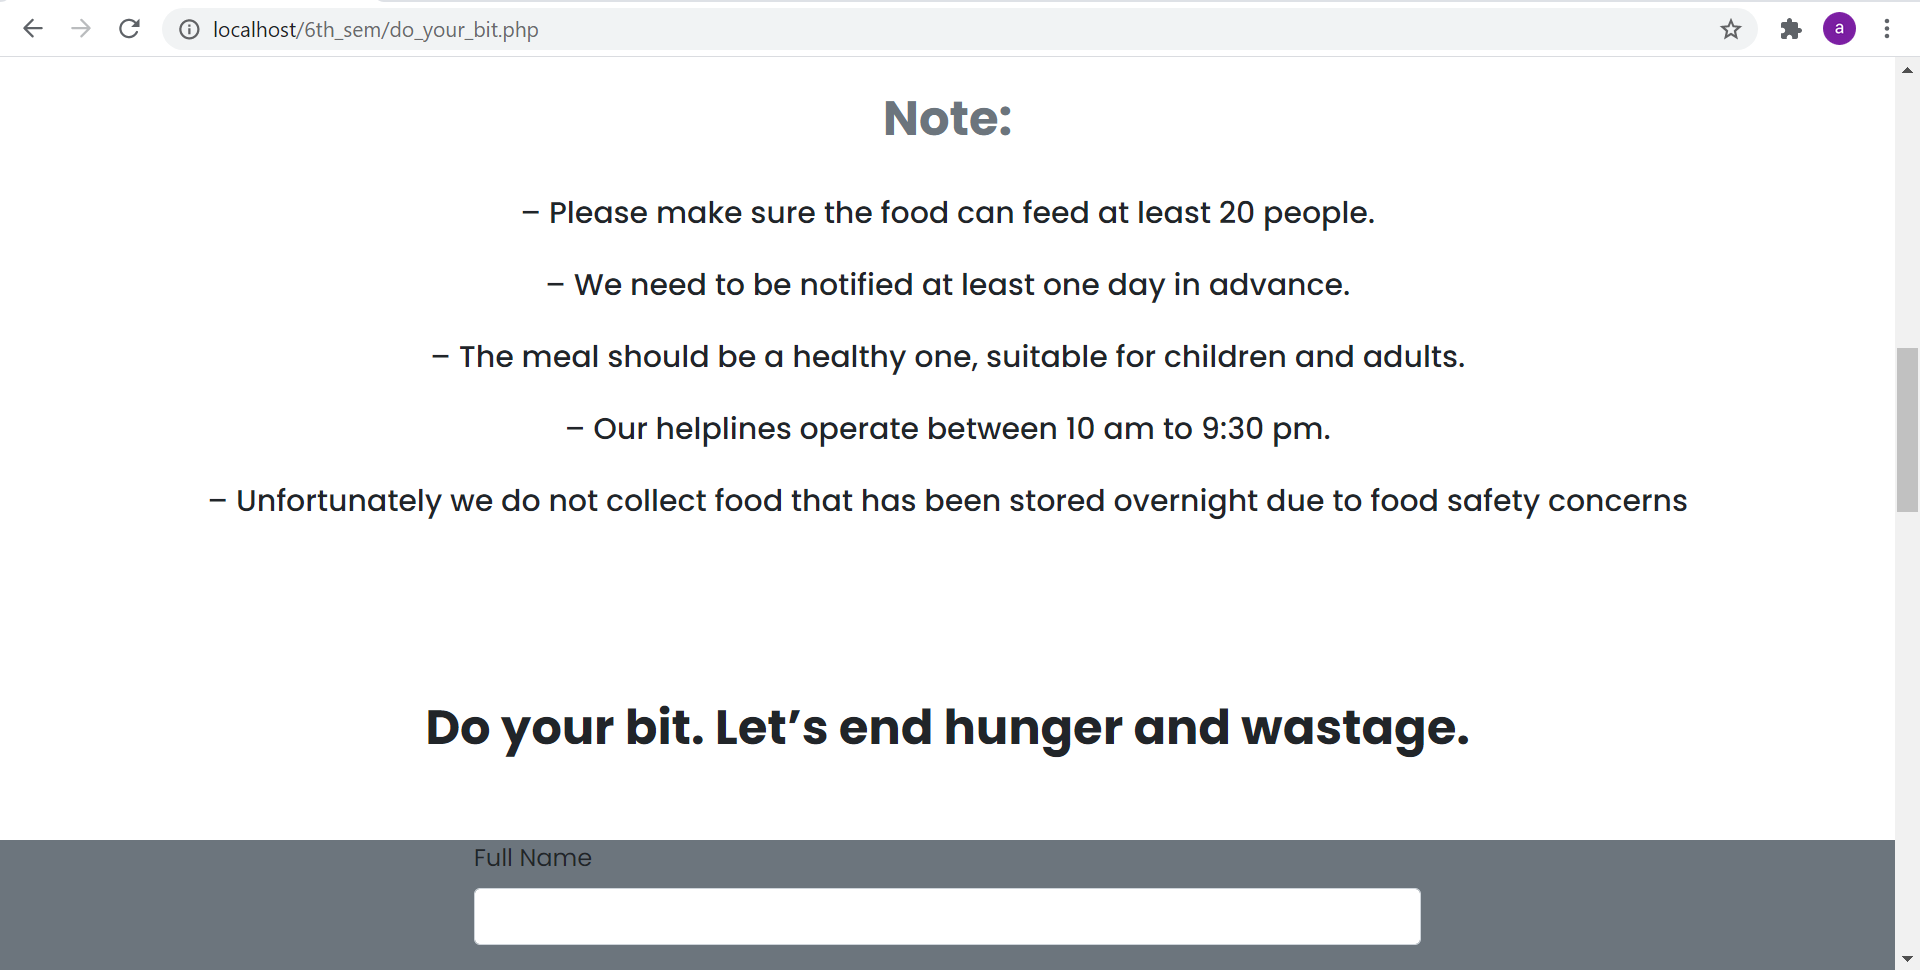 localhost/6th_sem/do_your_bit.php
a
Note:
– Please make sure the food can feed at least 20 people.
– We need to be notified at least one day in advance.
– The meal should be a healthy one, suitable for children and adults.
– Our helplines operate between 10 am to 9:30 pm.
– Unfortunately we do not collect food that has been stored overnight due to food safety concerns
Do your bit. Let’s end hunger and wastage.
Full Name